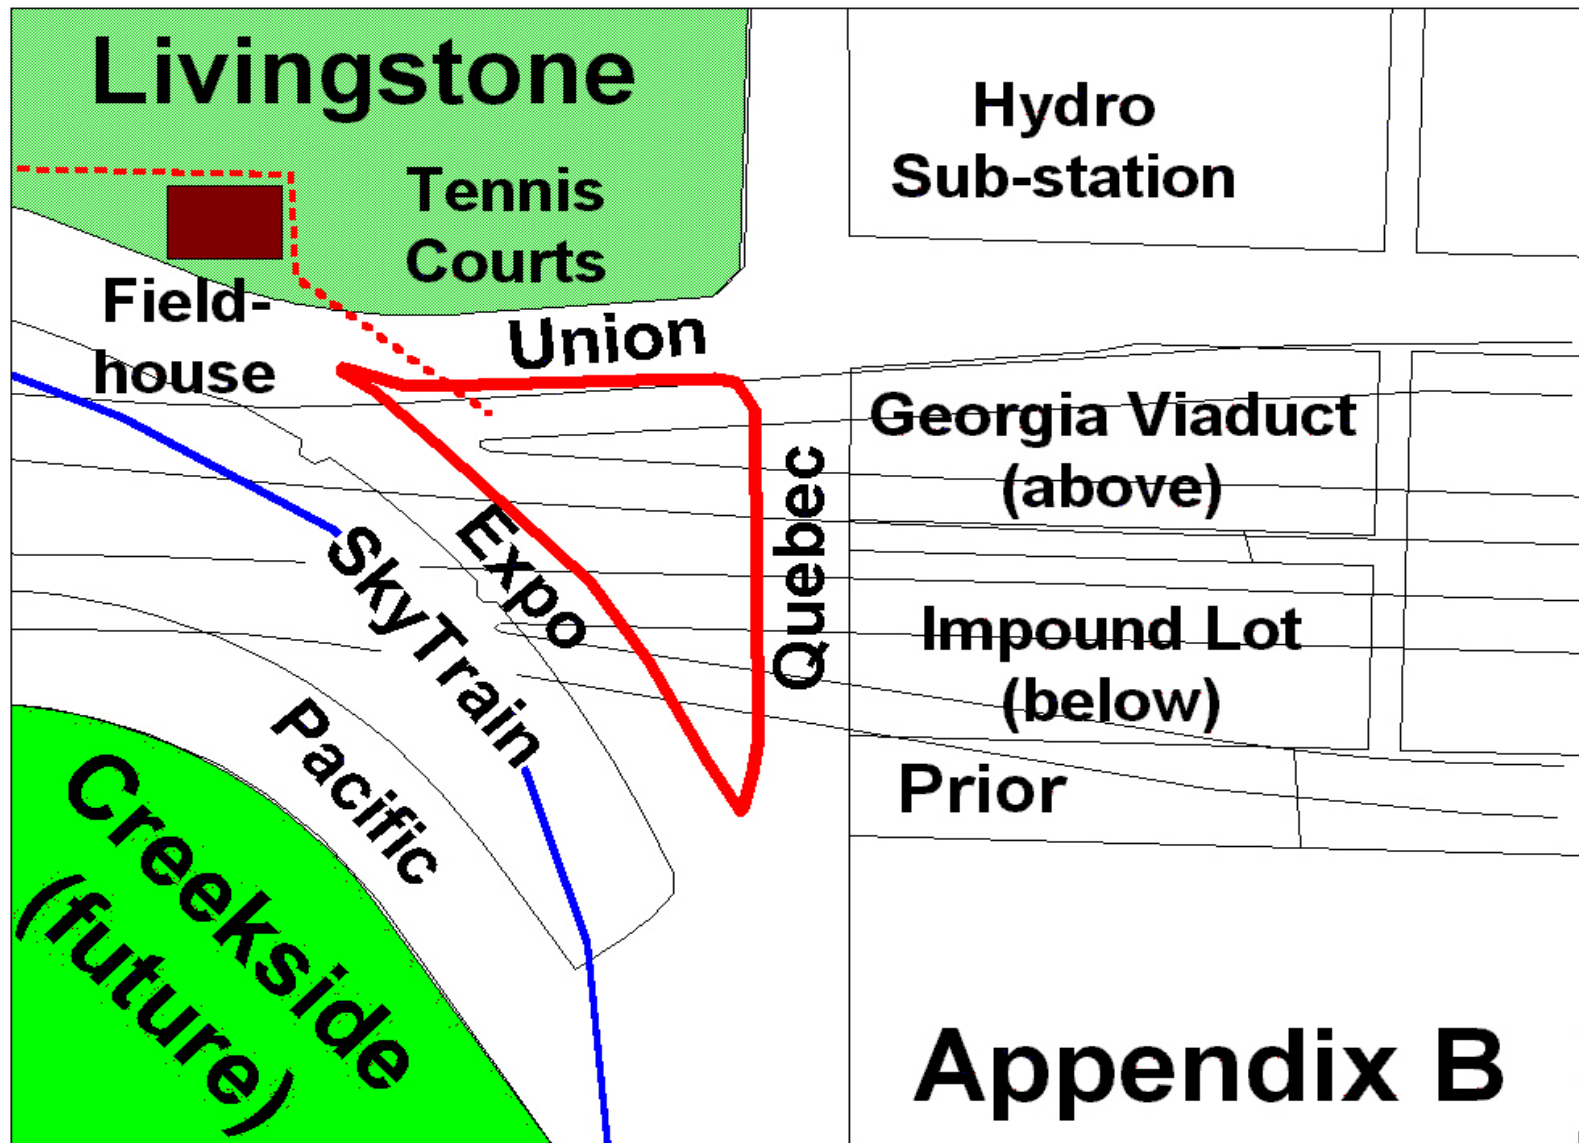 Livingstone
Hydro
Sub-station
Tennis
Courts
Field-
house
Union
Georgia Viaduct
(above)
Quebec
Expo
SkyTrain
Impound Lot
(below)
Pacific
Prior
Creekside
(future)
Appendix B